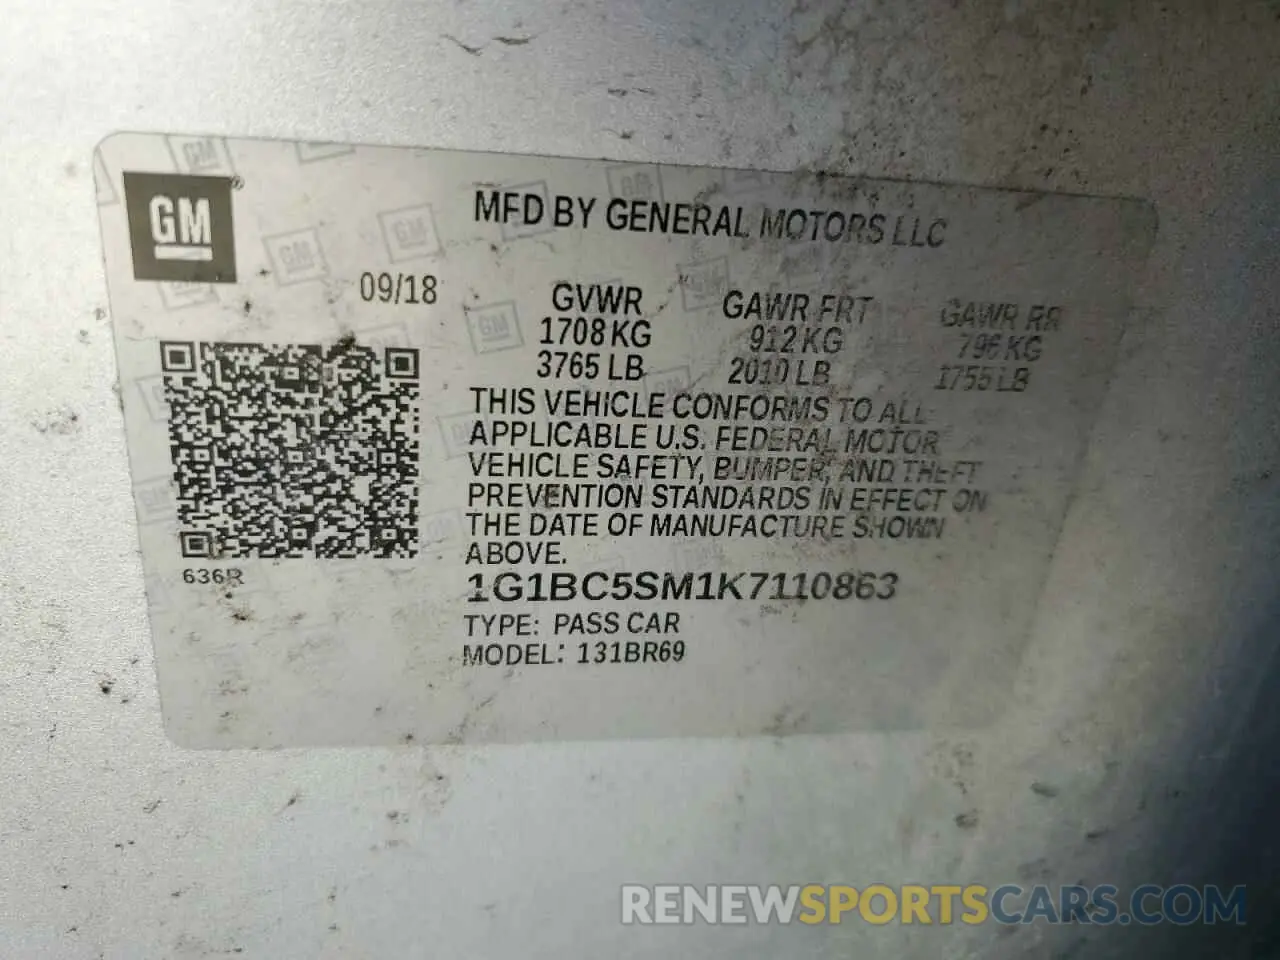 GM®
MFD BY GENERAL MOTORS LLC
09/18
GVWR GAWR FRT GAWR RR
1708 KG 912 KG 796 KG
3765 LB 2010 LB 1755 LB
THIS VEHICLE CONFORMS TO ALL
APPLICABLE U.S. FEDERAL MOTOR
VEHICLE SAFETY, BUMPER, AND THEFT
PREVENTION STANDARDS IN EFFECT ON
THE DATE OF MANUFACTURE SHOWN
ABOVE.
636R
1G1BC5SM1K7110863
TYPE: PASS CAR
MODEL: 131BR69
RENEWSPORTSCARS.COM